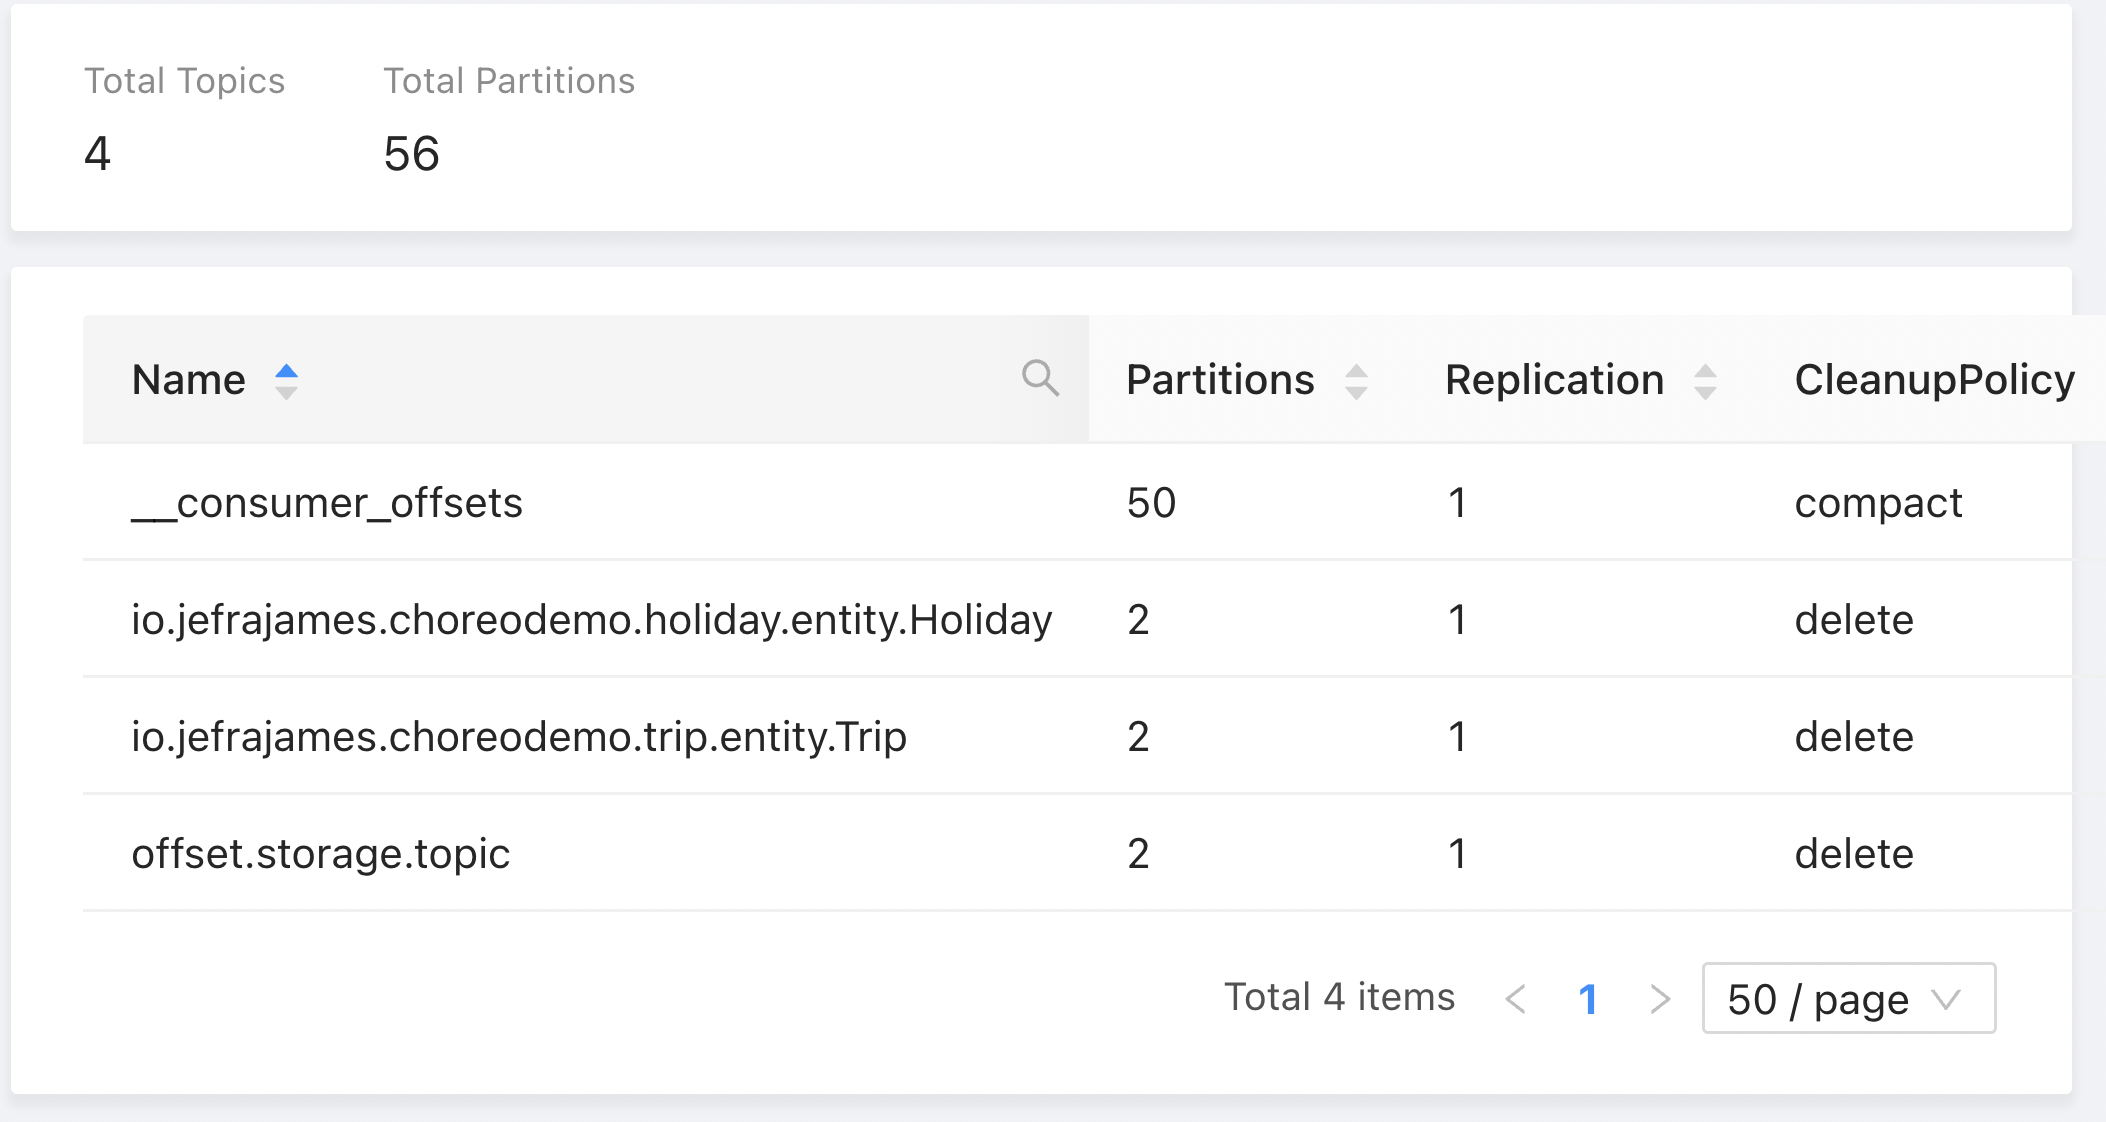 Total Topics Total Partitions
4 56
Name Partitions Replication CleanupPolicy
__consumer_offsets 50 1 compact
io.jefrajames.choreodemo.holiday.entity.Holiday 2 1 delete
io.jefrajames.choreodemo.trip.entity.Trip 2 1 delete
offset.storage.topic 2 1 delete
Total 4 items < 1 > 50 / page